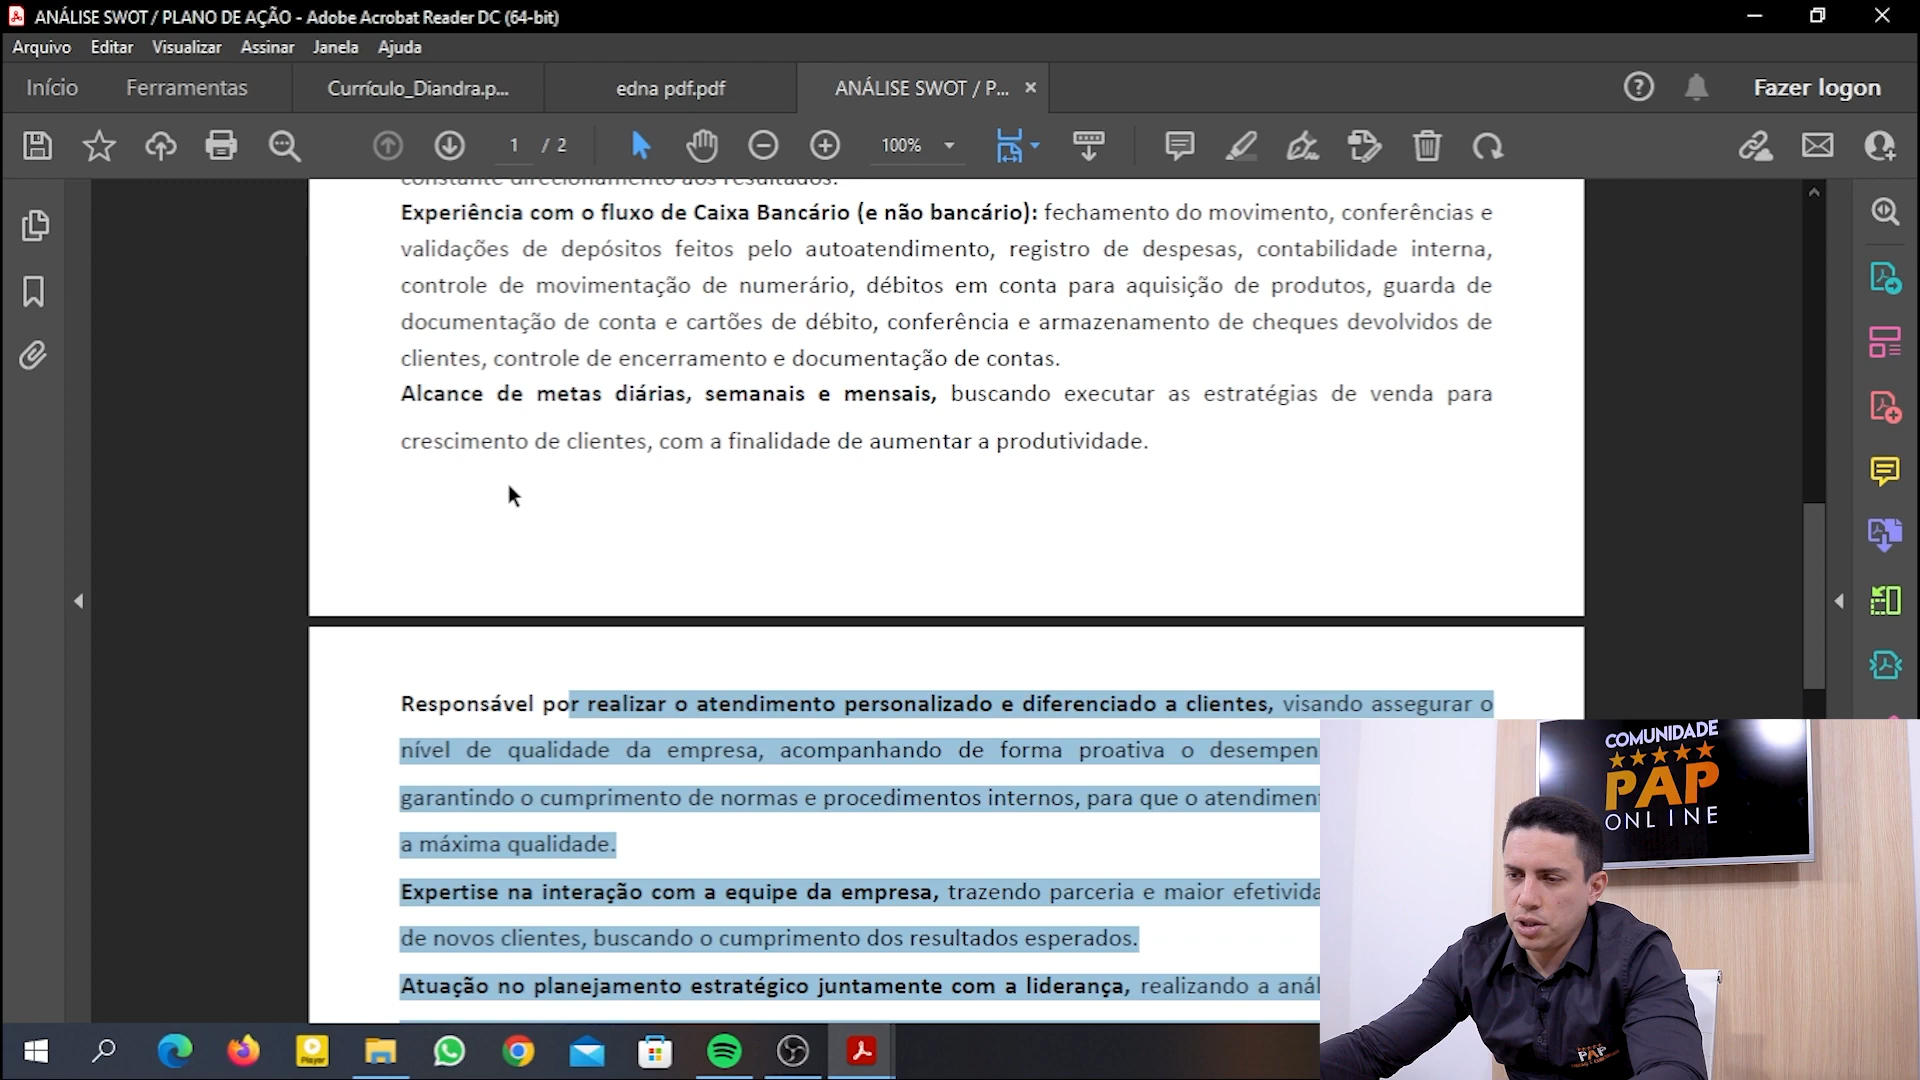 ANÁLISE SWOT / PLANO DE AÇÃO - Adobe Acrobat Reader DC (64-bit)
Arquivo Editar Visualizar Assinar Janela Ajuda
Início Ferramentas Currículo_Diandra.p... edna pdf.pdf ANÁLISE SWOT / P... Fazer logon
1 / 2 100%
constante direcionamento aos resultados.
Experiência com o fluxo de Caixa Bancário (e não bancário): fechamento do movimento, conferências e
validações de depósitos feitos pelo autoatendimento, registro de despesas, contabilidade interna,
controle de movimentação de numerário, débitos em conta para aquisição de produtos, guarda de
documentação de conta e cartões de débito, conferência e armazenamento de cheques devolvidos de
clientes, controle de encerramento e documentação de contas.
Alcance de metas diárias, semanais e mensais, buscando executar as estratégias de venda para
crescimento de clientes, com a finalidade de aumentar a produtividade.
Responsável por realizar o atendimento personalizado e diferenciado a clientes, visando assegurar o
nível de qualidade da empresa, acompanhando de forma proativa o desempen
garantindo o cumprimento de normas e procedimentos internos, para que o atendimen
a máxima qualidade.
Expertise na interação com a equipe da empresa, trazendo parceria e maior efetivida
de novos clientes, buscando o cumprimento dos resultados esperados.
Atuação no planejamento estratégico juntamente com a liderança, realizando a anál
COMUNIDADE
PAP
ONLINE
PAP
Player